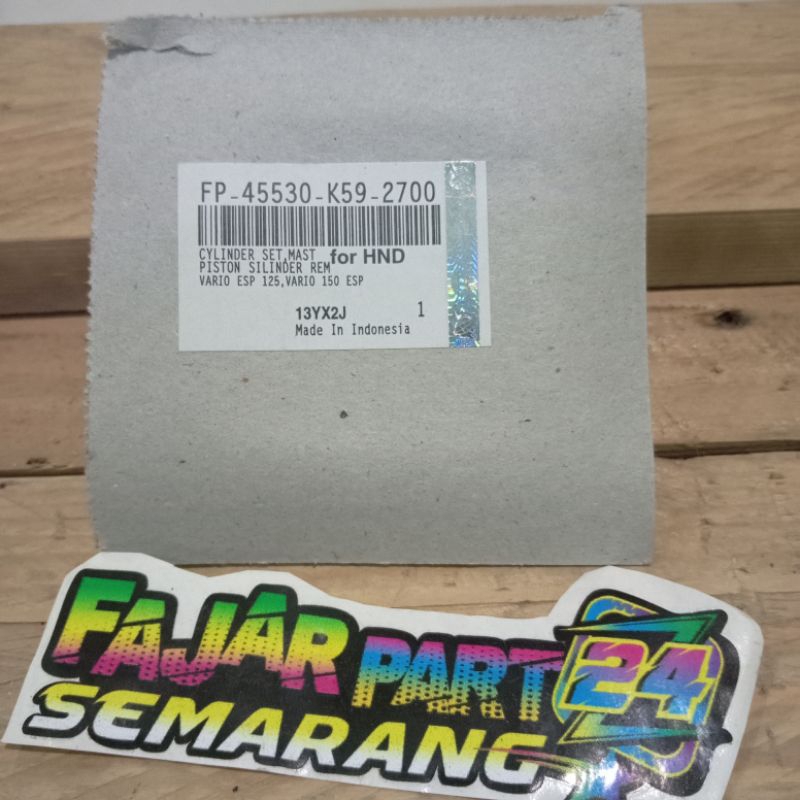 FP-45530-K59-2700
CYLINDER SET,MAST for HND
PISTON SILINDER REM
VARIO ESP 125,VARIO 150 ESP
13YX2J 1
Made In Indonesia
FAJAR PART 24
SEMARANG